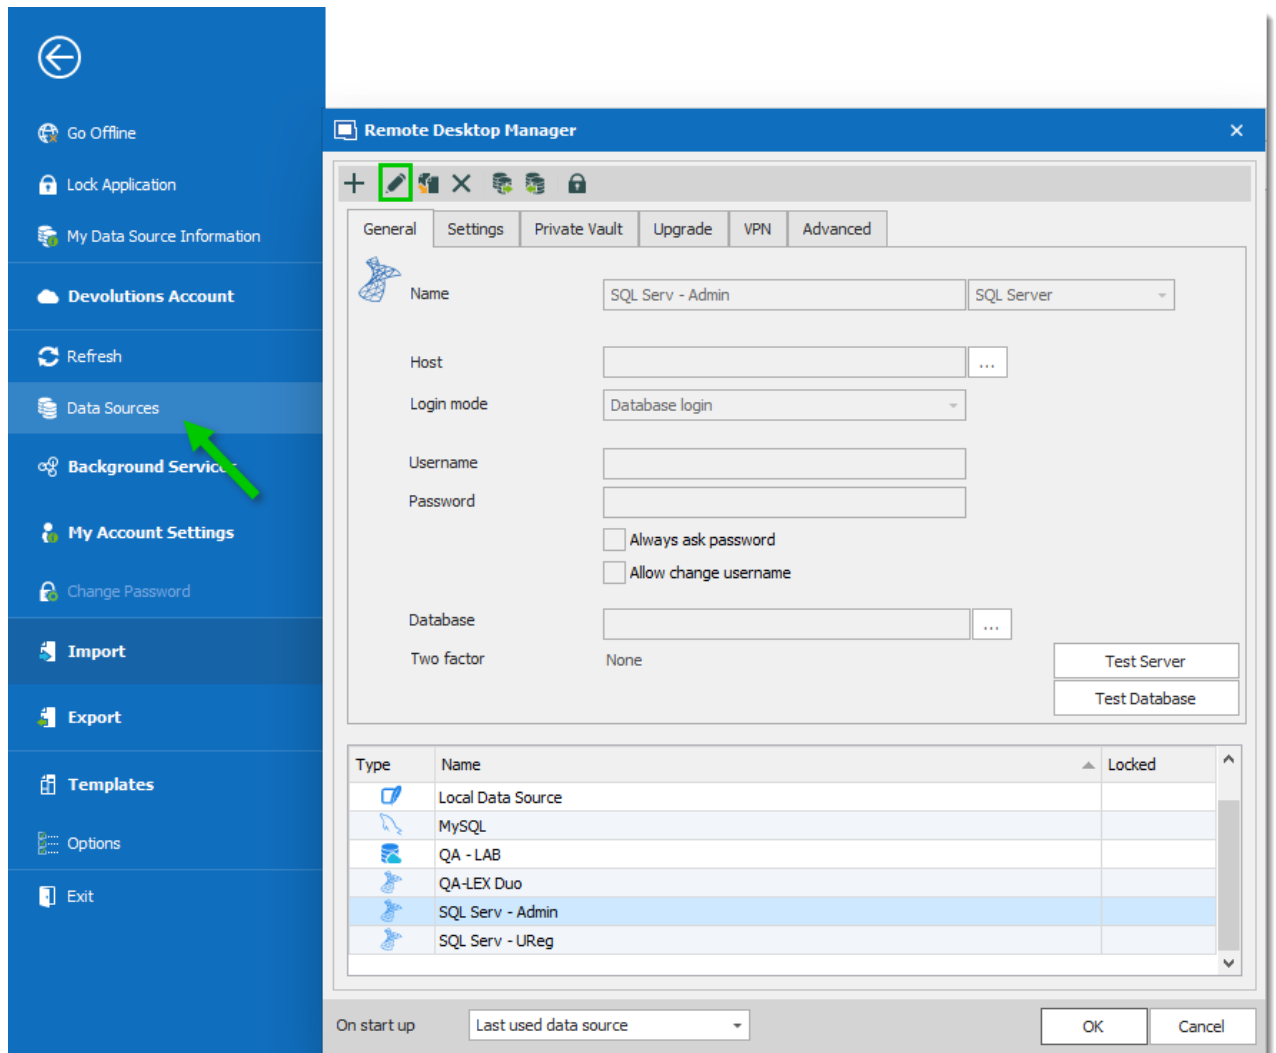 Go Offline
Lock Application
My Data Source Information
Devolutions Account
Refresh
Data Sources
Background Services
My Account Settings
Change Password
Import
Export
Templates
Options
Exit
Remote Desktop Manager
General Settings Private Vault Upgrade VPN Advanced
Name SQL Serv - Admin SQL Server
Host ...
Login mode Database login
Username
Password
Always ask password
Allow change username
Database ...
Two factor None
Test Server
Test Database
Type Name Locked
Local Data Source
MySQL
QA - LAB
QA-LEX Duo
SQL Serv - Admin
SQL Serv - UReg
On start up Last used data source OK Cancel